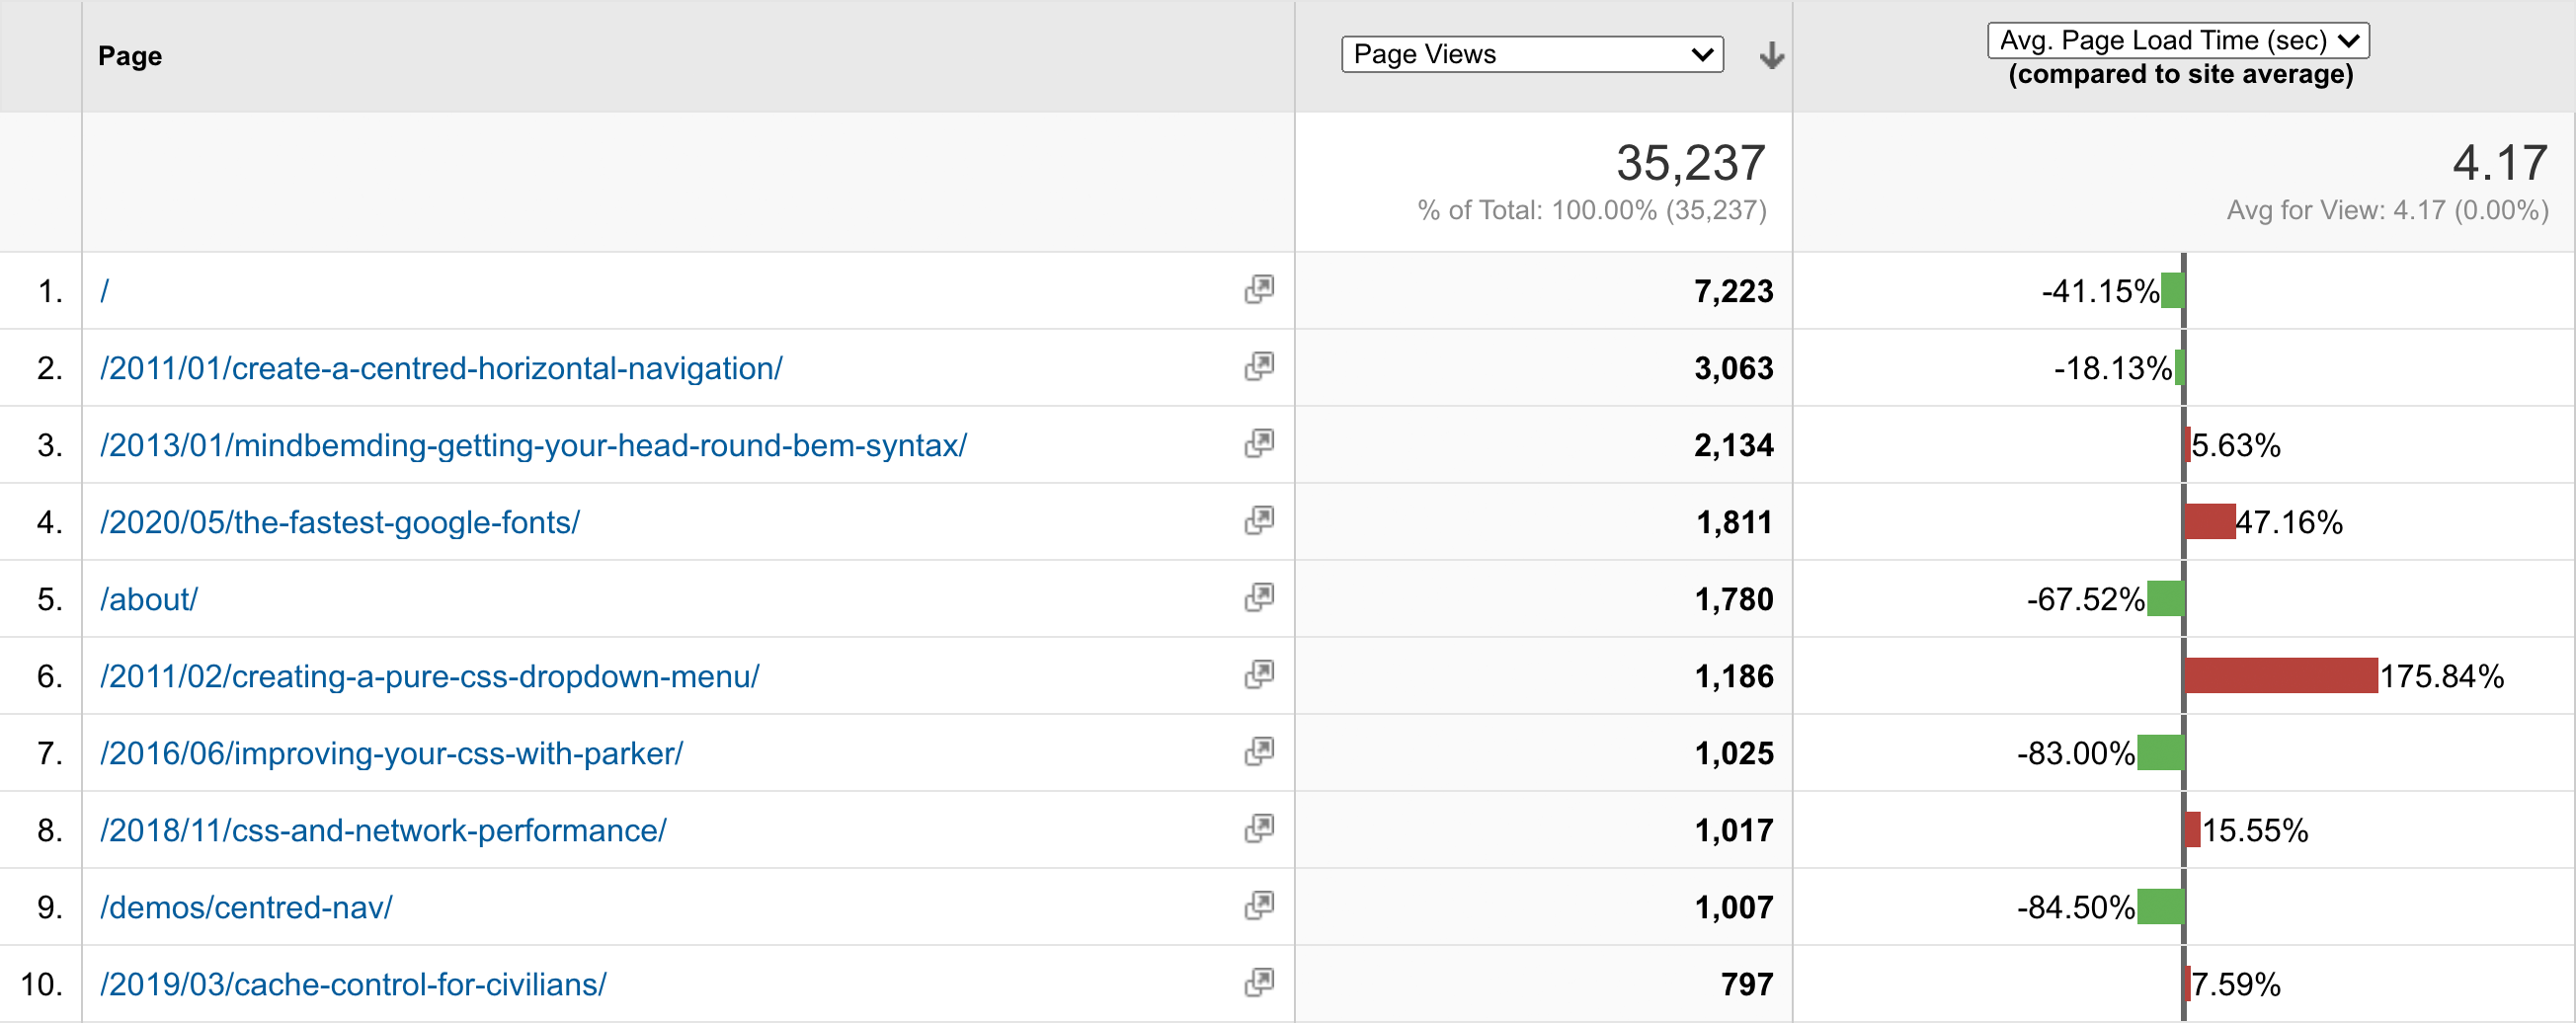 Page Page Views Avg. Page Load Time (sec)
(compared to site average)
35,237 4.17
% of Total: 100.00% (35,237) Avg for View: 4.17 (0.00%)
1. / 7,223 -41.15%
2. /2011/01/create-a-centred-horizontal-navigation/ 3,063 -18.13%
3. /2013/01/mindbemding-getting-your-head-round-bem-syntax/ 2,134 5.63%
4. /2020/05/the-fastest-google-fonts/ 1,811 47.16%
5. /about/ 1,780 -67.52%
6. /2011/02/creating-a-pure-css-dropdown-menu/ 1,186 175.84%
7. /2016/06/improving-your-css-with-parker/ 1,025 -83.00%
8. /2018/11/css-and-network-performance/ 1,017 15.55%
9. /demos/centred-nav/ 1,007 -84.50%
10. /2019/03/cache-control-for-civilians/ 797 7.59%